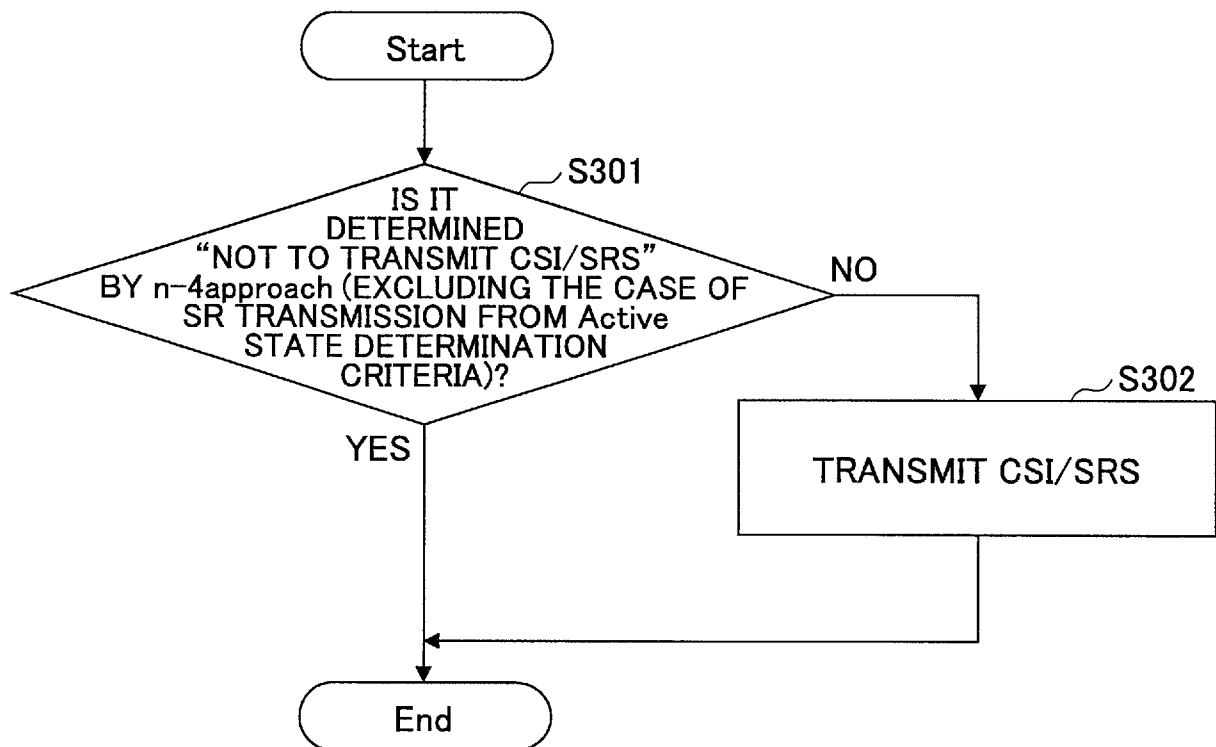 Start
S301
IS IT
DETERMINED
“NOT TO TRANSMIT CSI/SRS”
BY n-4approach (EXCLUDING THE CASE OF
SR TRANSMISSION FROM Active
STATE DETERMINATION
CRITERIA)?
NO
YES
S302
TRANSMIT CSI/SRS
End